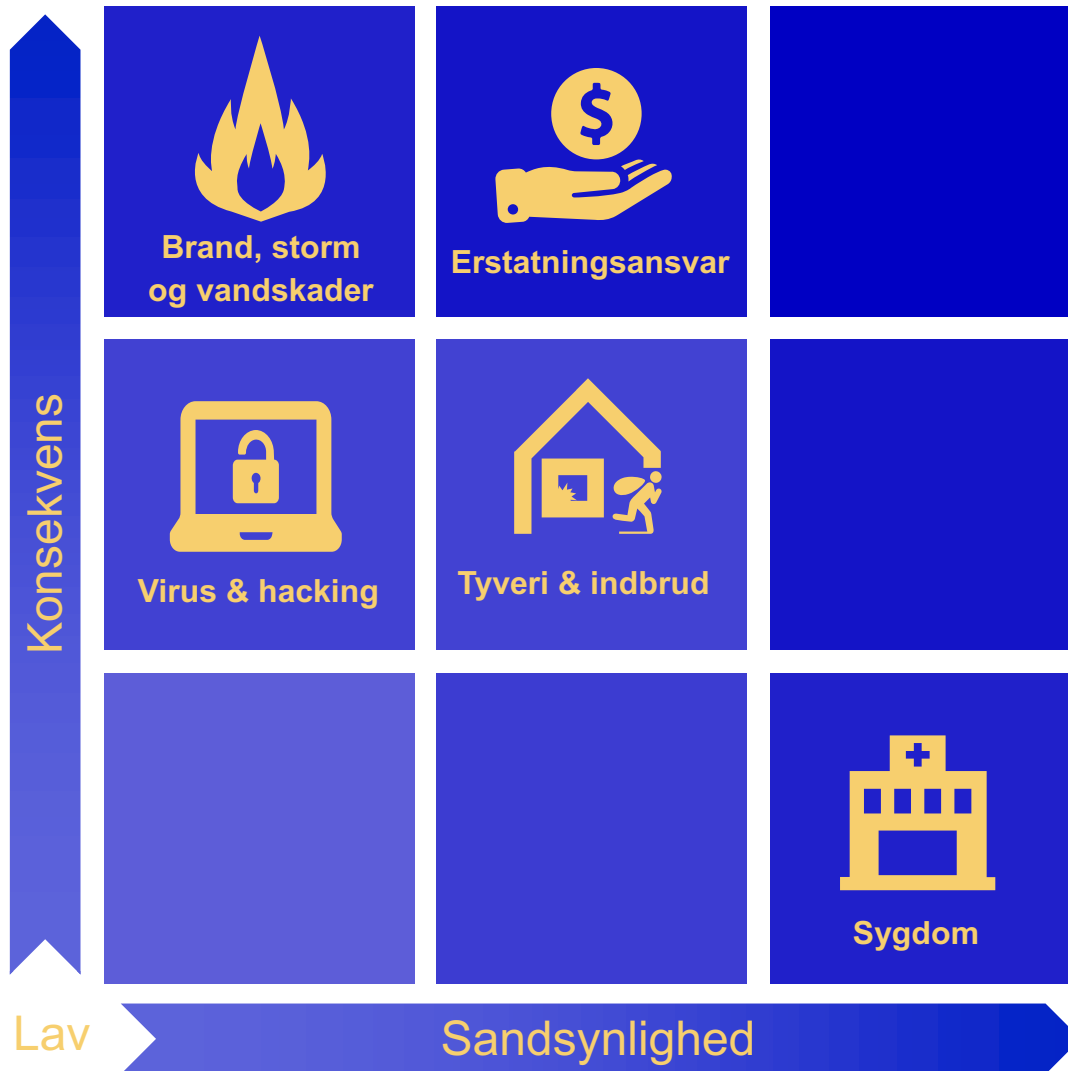 Brand, storm
og vandskader
$
Erstatningsansvar
Konsekvens
Virus & hacking
Tyveri & indbrud
Sygdom
Lav
Sandsynlighed